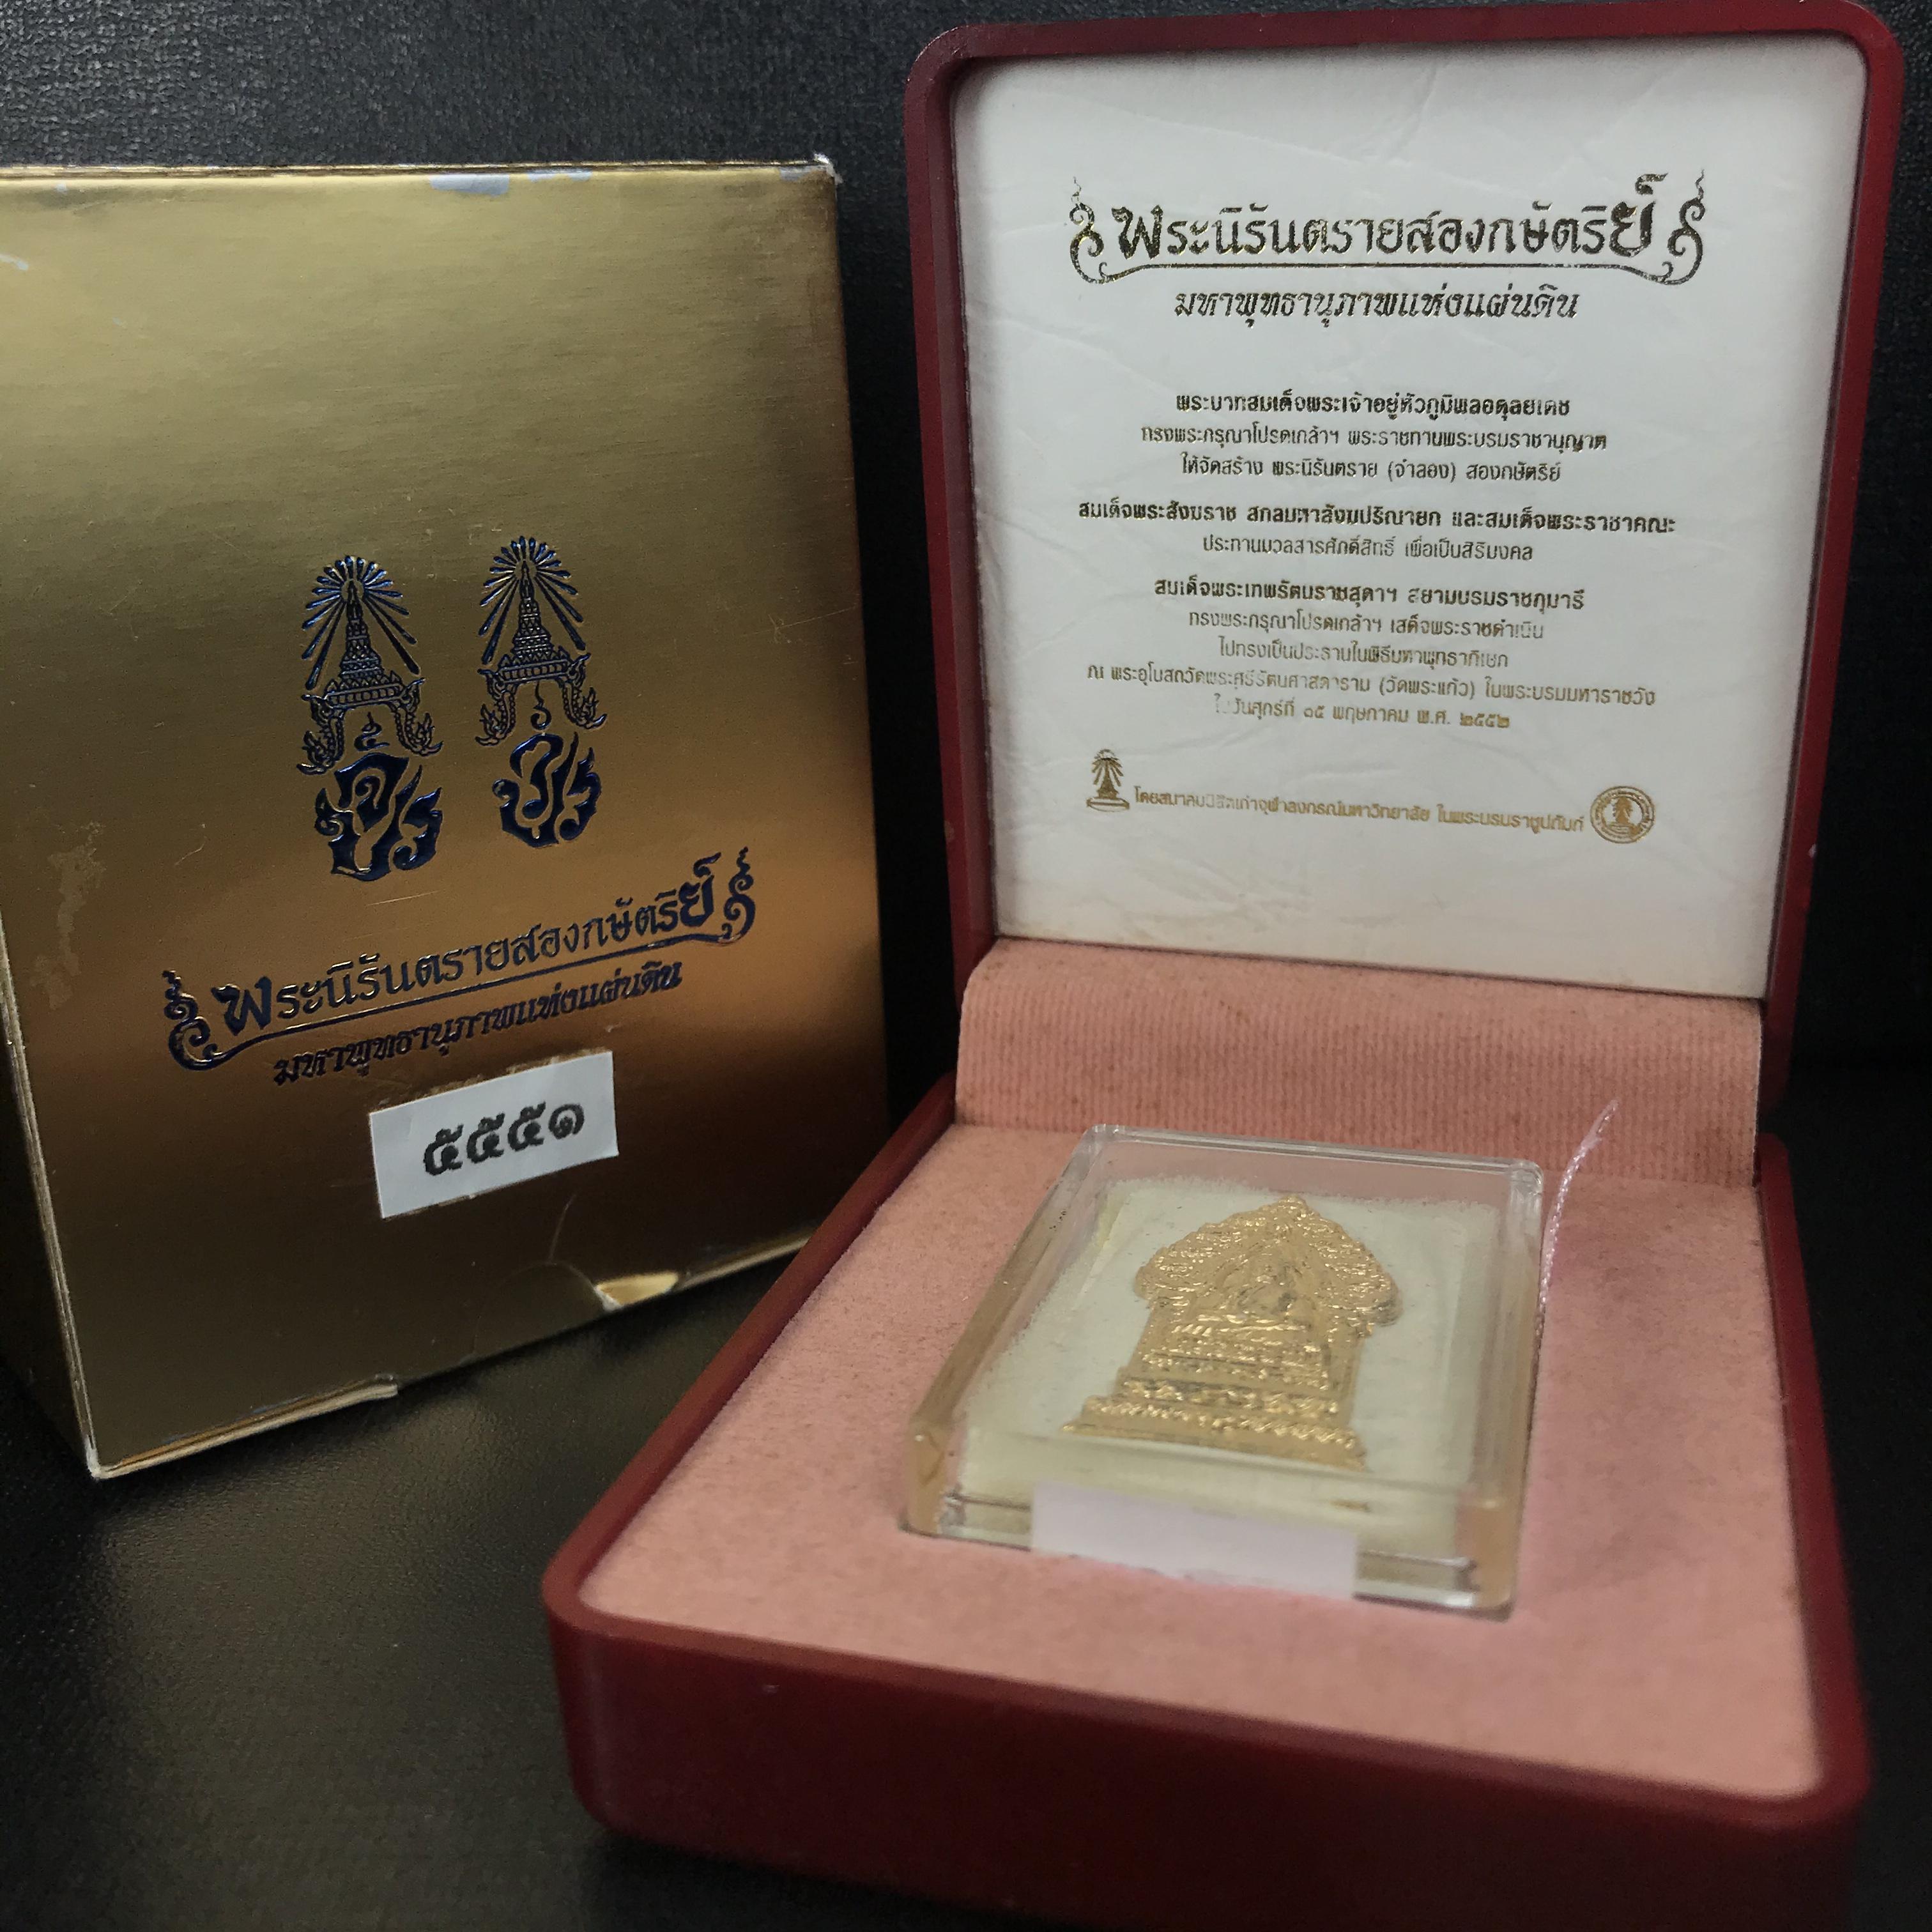 พระนิรันตรายสองกษัตริย์
มหาพุทธานุภาพแห่งแผ่นดิน
๕๕๕๑
พระนิรันตรายสองกษัตริย์
มหาพุทธานุภาพแห่งแผ่นดิน
พระบาทสมเด็จพระเจ้าอยู่หัวภูมิพลอดุลยเดช
ทรงพระกรุณาโปรดเกล้าฯ พระราชทานพระบรมราชานุญาต
ให้จัดสร้าง พระนิรันตราย (จำลอง) สองกษัตริย์
สมเด็จพระสังฆราช สกลมหาสังฆปริณายก และสมเด็จพระราชาคณะ
ประทานมวลสารศักดิ์สิทธิ์ เพื่อเป็นสิริมงคล
สมเด็จพระเทพรัตนราชสุดาฯ สยามบรมราชกุมารี
ทรงพระกรุณาโปรดเกล้าฯ เสด็จพระราชดำเนิน
ไปทรงเป็นประธานในพิธีมหาพุทธาภิเษก
ณ พระอุโบสถวัดพระศรีรัตนศาสดาราม (วัดพระแก้ว) ในพระบรมมหาราชวัง
ในวันศุกร์ที่ ๑๕ พฤษภาคม พ.ศ. ๒๕๕๒
โดยสมาคมนิสิตเก่าจุฬาลงกรณ์มหาวิทยาลัย ในพระบรมราชูปถัมภ์